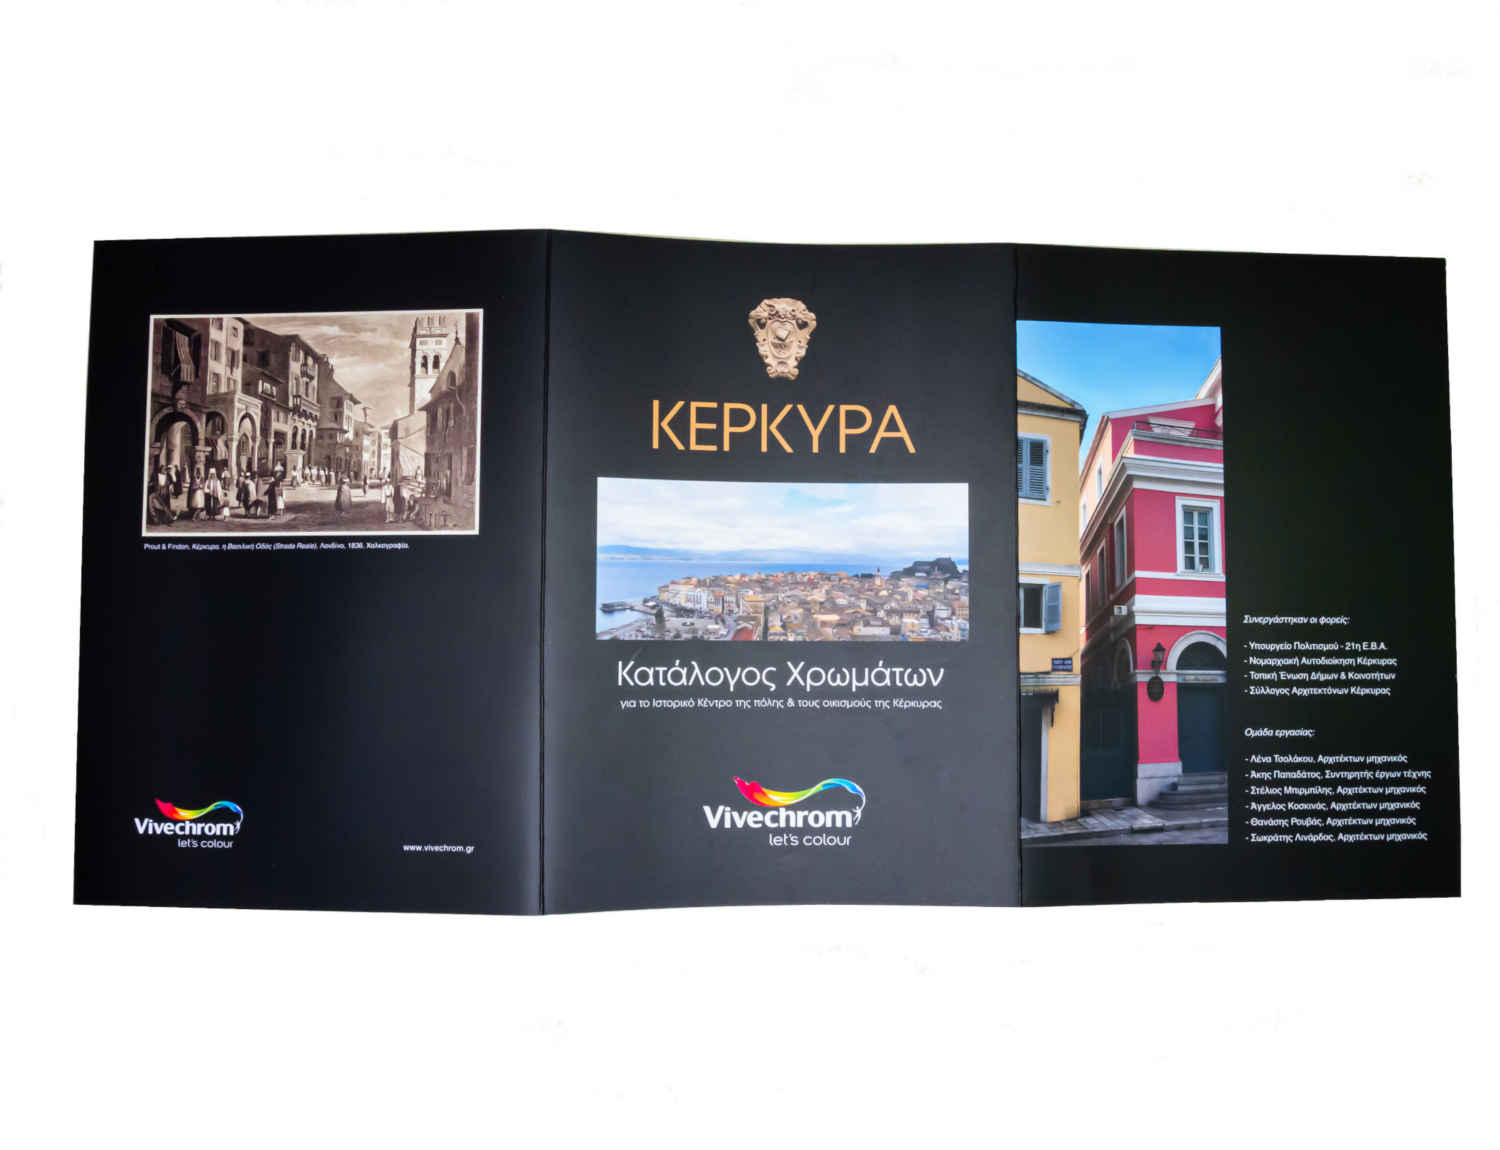 Prout & Finden, Κέρκυρα, η Βασιλική Οδός (Strada Reale), Λονδίνο, 1836, Χαλκογραφία.
Vivechrom
let's colour
www.vivechrom.gr
ΚΕΡΚΥΡΑ
Κατάλογος Χρωμάτων
για το Ιστορικό Κέντρο της πόλης & τους οικισμούς της Κέρκυρας
Vivechrom
let's colour
Συνεργάστηκαν οι φορείς:
- Υπουργείο Πολιτισμού - 21η Ε.Β.Α.
- Νομαρχιακή Αυτοδιοίκηση Κέρκυρας
- Τοπική Ένωση Δήμων & Κοινοτήτων
- Σύλλογος Αρχιτεκτόνων Κέρκυρας
Ομάδα εργασίας:
- Λένα Τσολάκου, Αρχιτέκτων μηχανικός
- Άκης Παπαδάτος, Συντηρητής έργων τέχνης
- Στέλιος Μπιρμπίλης, Αρχιτέκτων μηχανικός
- Άγγελος Κοσκινάς, Αρχιτέκτων μηχανικός
- Θανάσης Ρουβάς, Αρχιτέκτων μηχανικός
- Σωκράτης Λινάρδος, Αρχιτέκτων μηχανικός